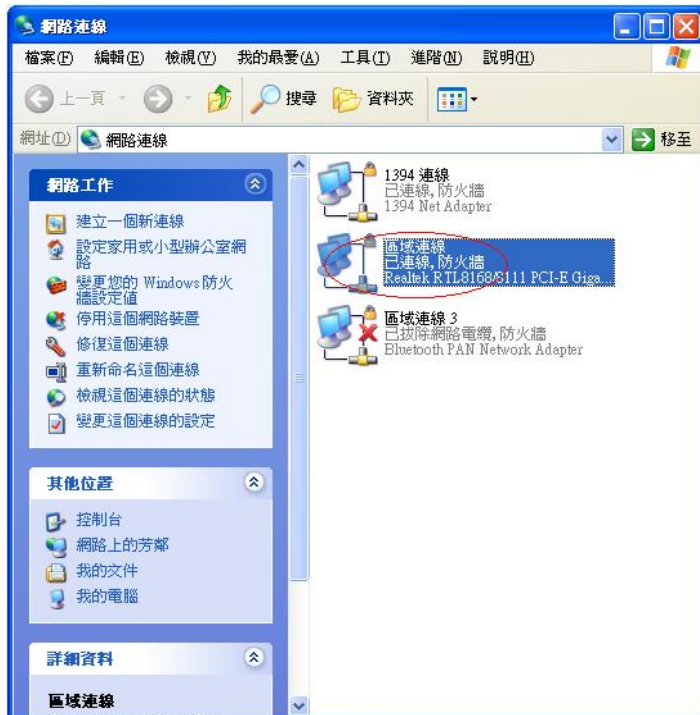 網路連線
檔案(F) 編輯(E) 檢視(V) 我的最愛(A) 工具(T) 進階(N) 說明(H)
上一頁 搜尋 資料夾
網址(D) 網路連線 移至
網路工作
建立一個新連線
設定家用或小型辦公室網
路
變更您的 Windows 防火
牆設定值
停用這個網路裝置
修復這個連線
重新命名這個連線
檢視這個連線的狀態
變更這個連線的設定
其他位置
控制台
網路上的芳鄰
我的文件
我的電腦
詳細資料
區域連線
1394 連線
已連線, 防火牆
1394 Net Adapter
區域連線
已連線, 防火牆
Realtek RTL8168/8111 PCI-E Giga...
區域連線 3
已拔除網路電纜, 防火牆
Bluetooth PAN Network Adapter